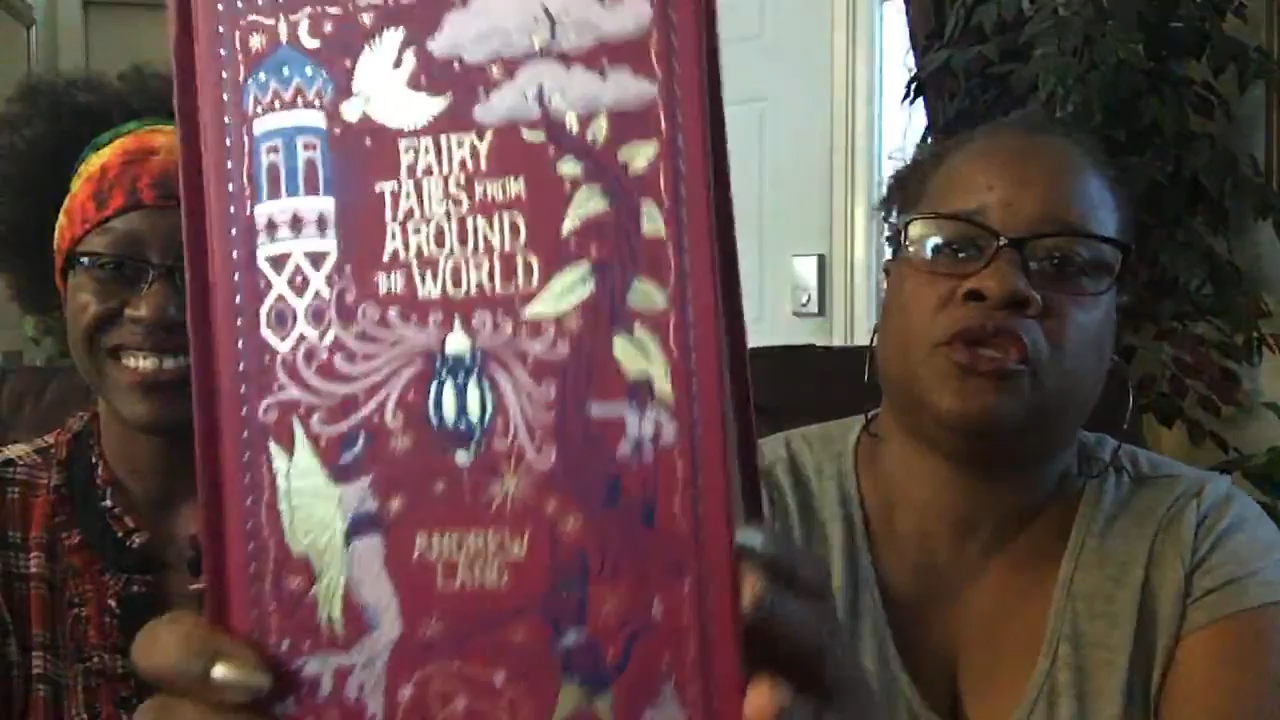 FAIRY
TALES FROM
AROUND
THE WORLD
ANDREW
LANG